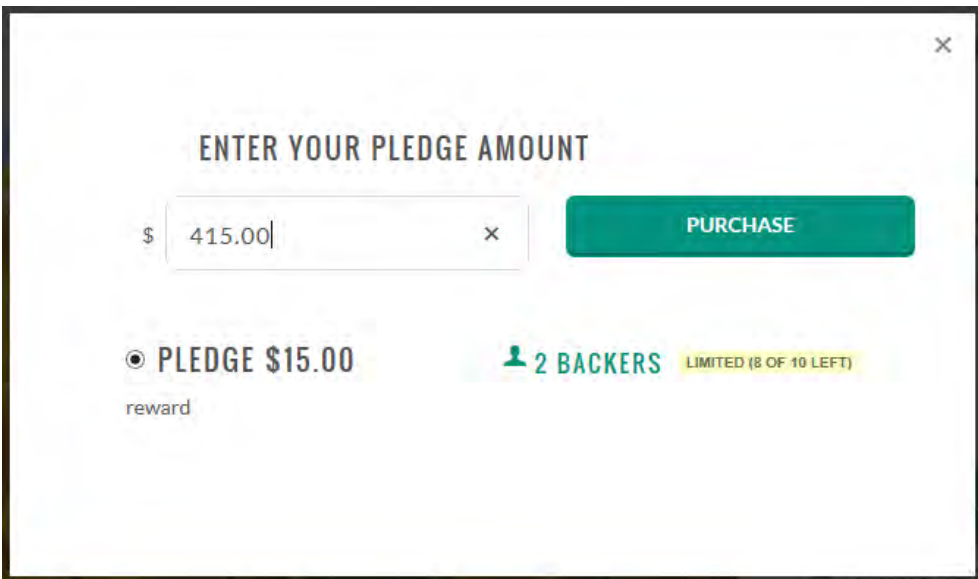 ENTER YOUR PLEDGE AMOUNT
$ 415.00 ×
PURCHASE
PLEDGE $15.00
2 BACKERS LIMITED (8 OF 10 LEFT)
reward